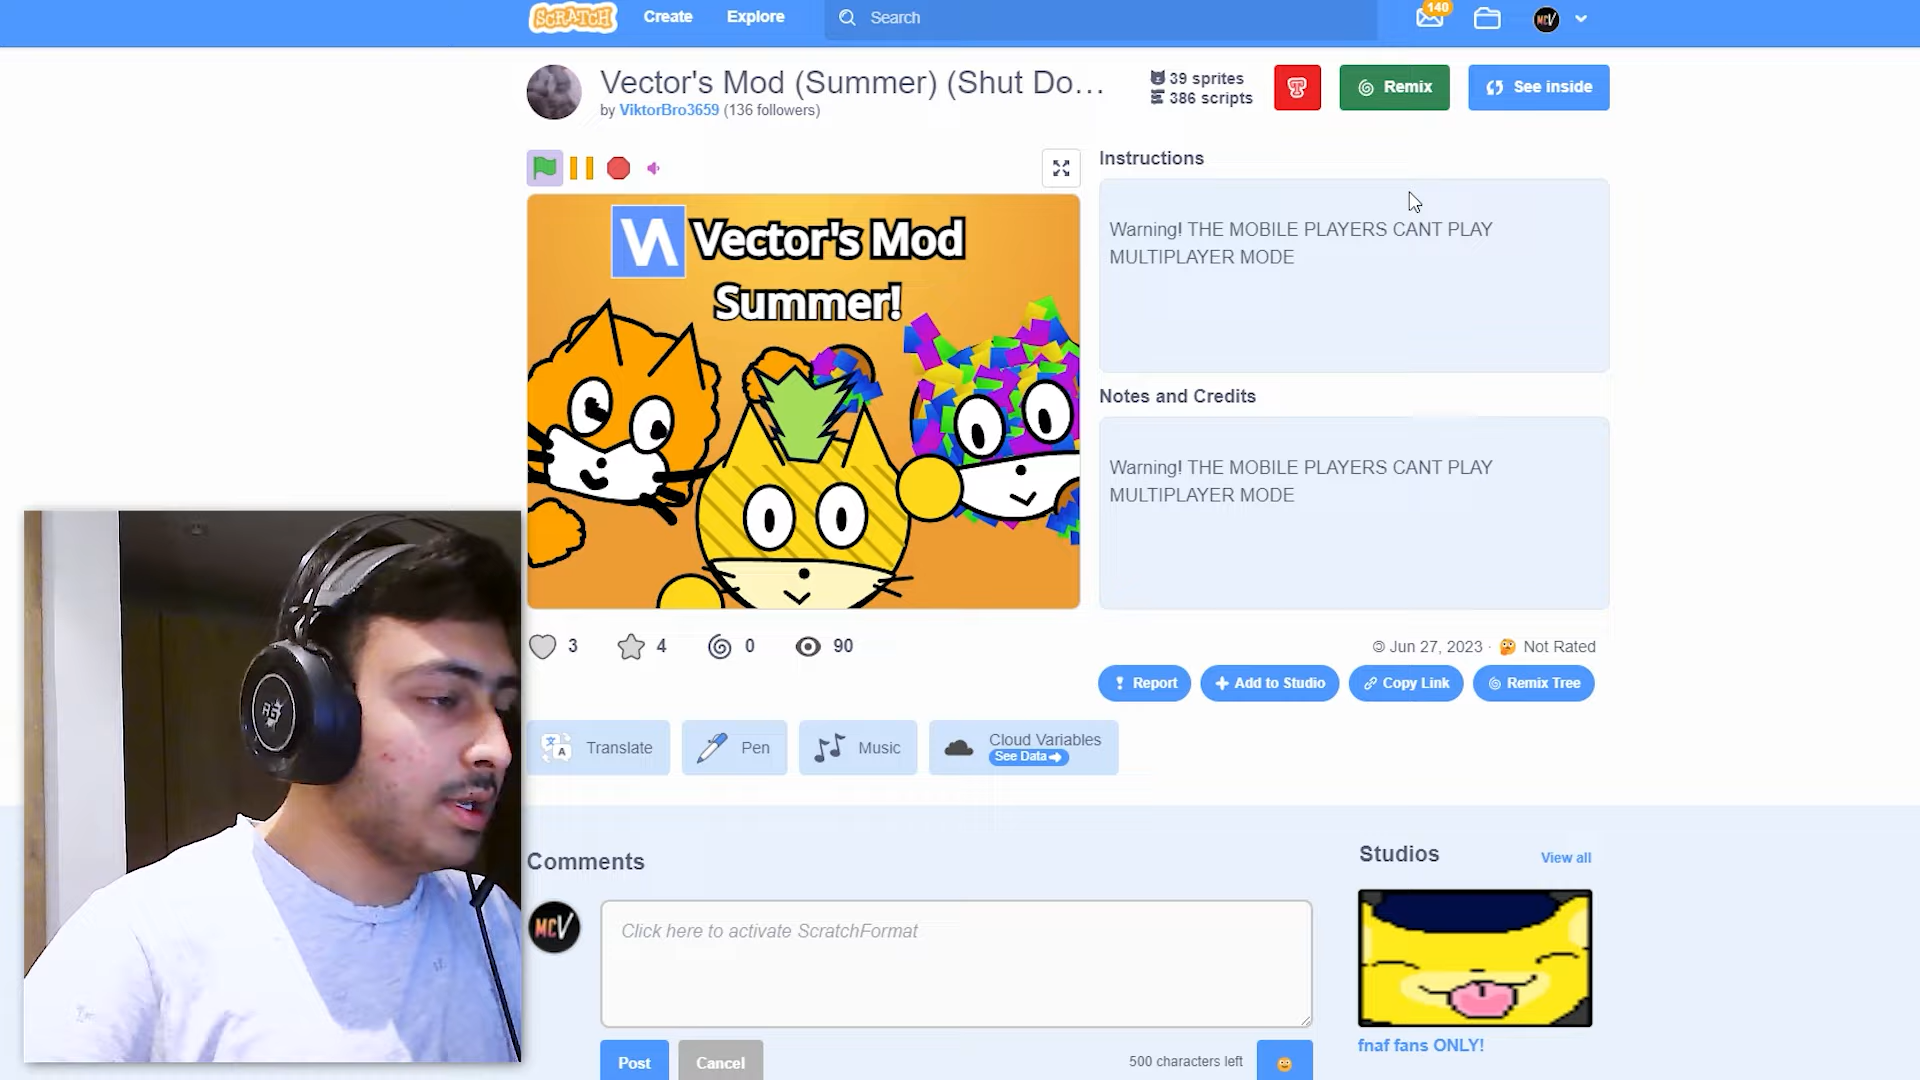 SCRATCH
Create
Explore
Search
140
MCV
Vector's Mod (Summer) (Shut Do...
by ViktorBro3659 (136 followers)
39 sprites
386 scripts
Remix
See inside
Vector's Mod
Summer!
Instructions
Warning! THE MOBILE PLAYERS CANT PLAY
MULTIPLAYER MODE
Notes and Credits
Warning! THE MOBILE PLAYERS CANT PLAY
MULTIPLAYER MODE
3
4
0
90
© Jun 27, 2023 · 🤔 Not Rated
Report
Add to Studio
Copy Link
Remix Tree
Translate
Pen
Music
Cloud Variables
See Data
Comments
MCV
Click here to activate ScratchFormat
Post
Cancel
500 characters left
Studios
View all
fnaf fans ONLY!